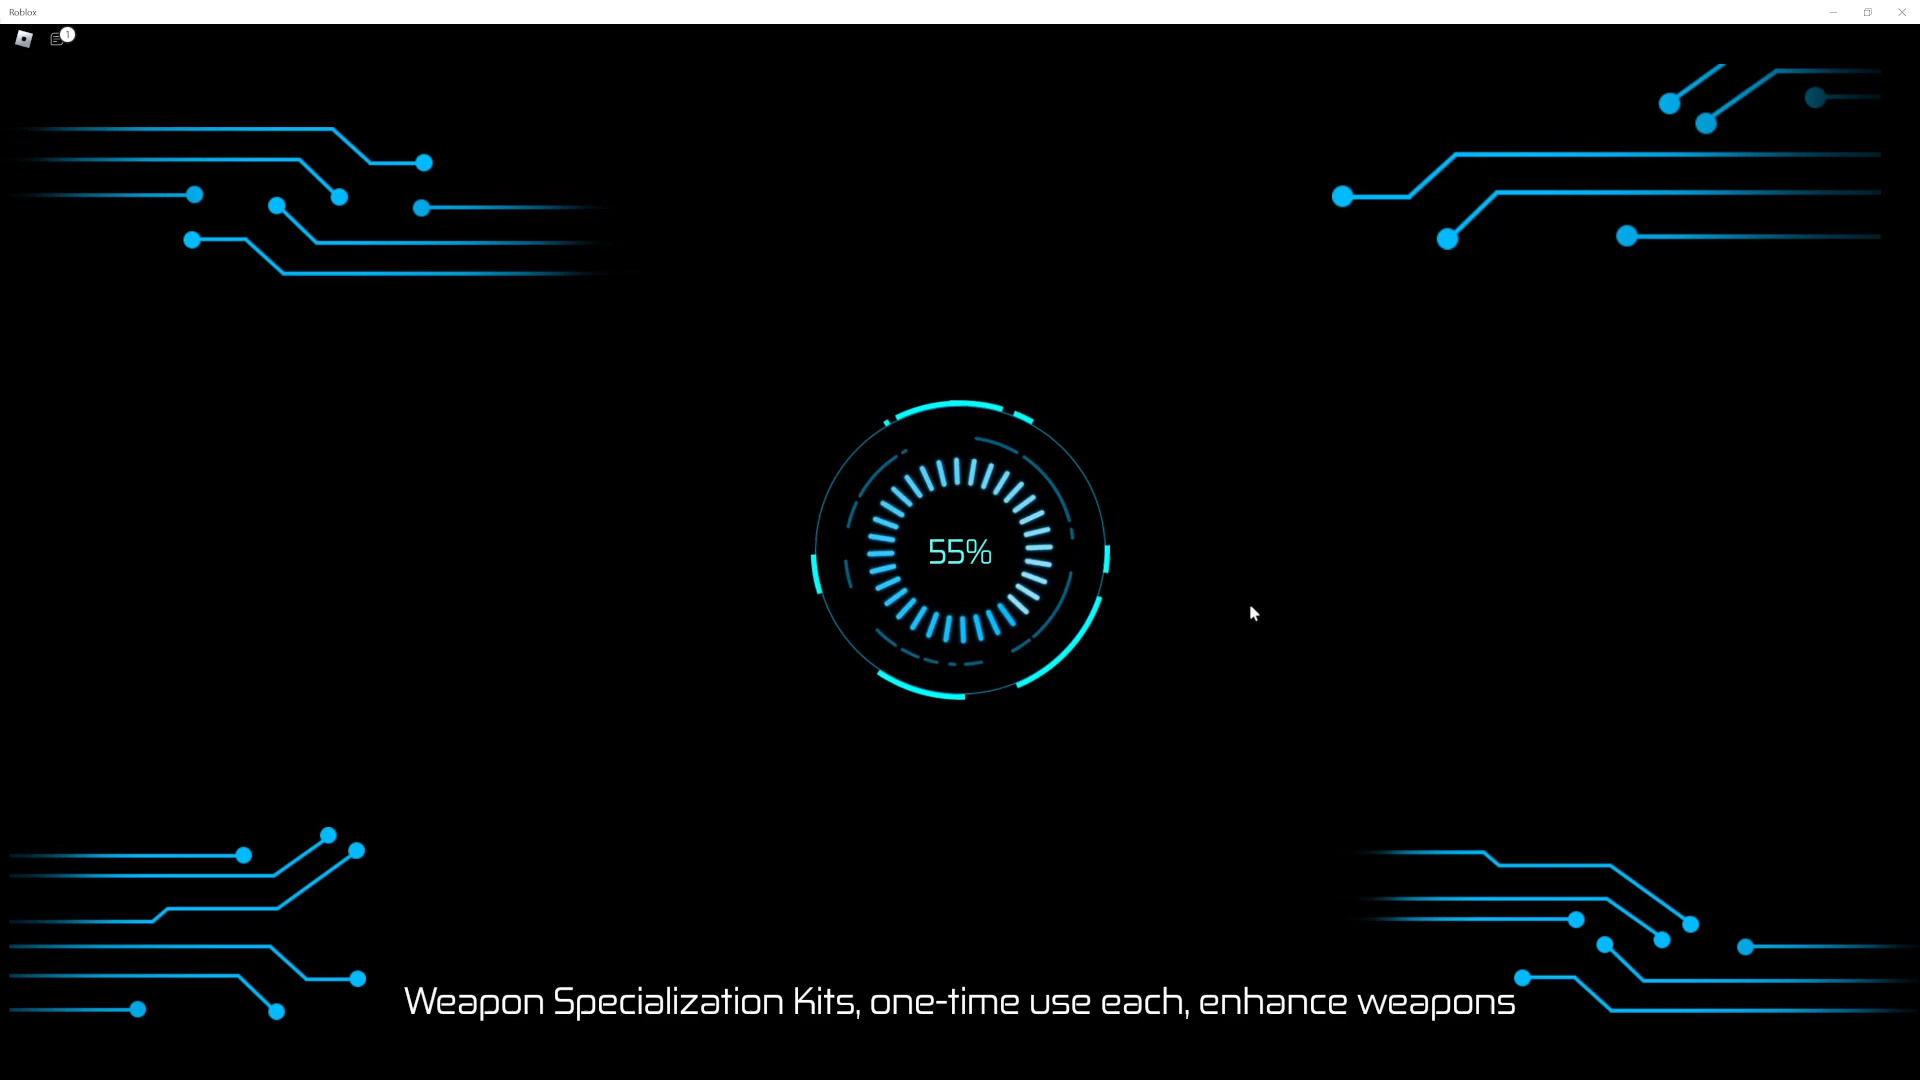 Roblox
1
55%
Weapon Specialization Kits, one-time use each, enhance weapons